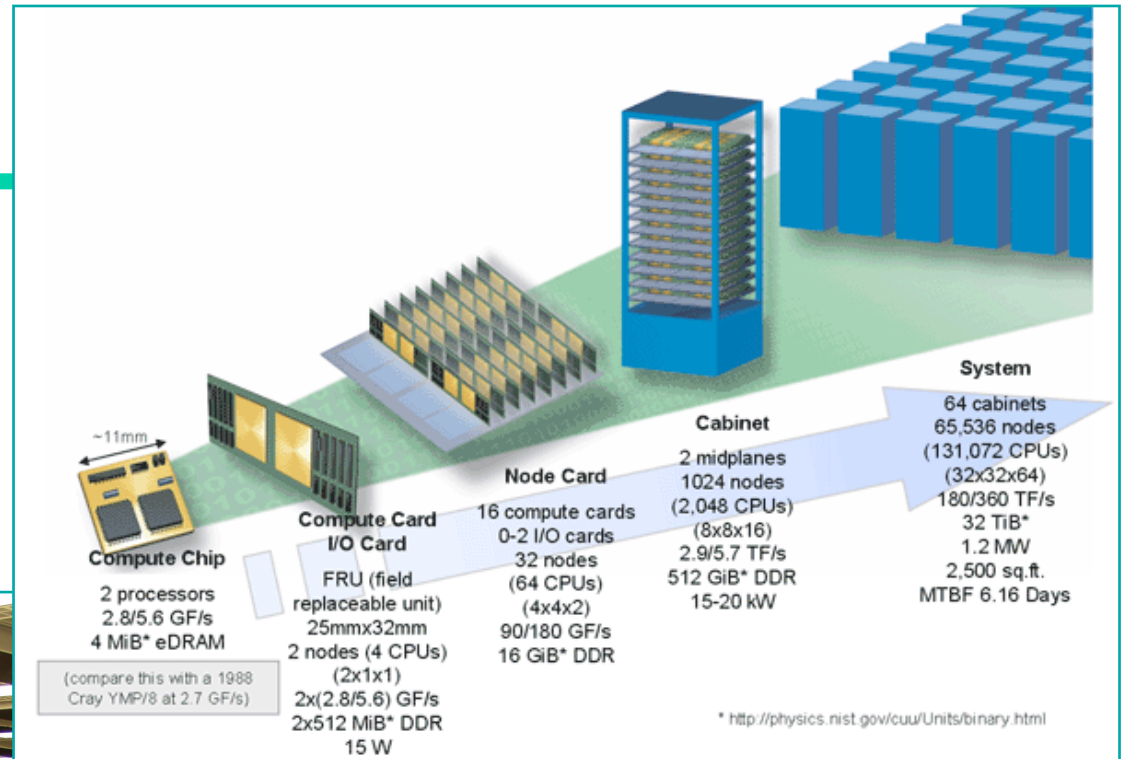 ~11mm
Compute Chip
2 processors
2.8/5.6 GF/s
4 MiB* eDRAM
(compare this with a 1988
Cray YMP/8 at 2.7 GF/s)
Compute Card
I/O Card
FRU (field
replaceable unit)
25mmx32mm
2 nodes (4 CPUs)
(2x1x1)
2x(2.8/5.6) GF/s
2x512 MiB* DDR
15 W
Node Card
16 compute cards
0-2 I/O cards
32 nodes
(64 CPUs)
(4x4x2)
90/180 GF/s
16 GiB* DDR
Cabinet
2 midplanes
1024 nodes
(2,048 CPUs)
(8x8x16)
2.9/5.7 TF/s
512 GiB* DDR
15-20 kW
System
64 cabinets
65,536 nodes
(131,072 CPUs)
(32x32x64)
180/360 TF/s
32 TiB*
1.2 MW
2,500 sq.ft.
MTBF 6.16 Days
* http://physics.nist.gov/cuu/Units/binary.html